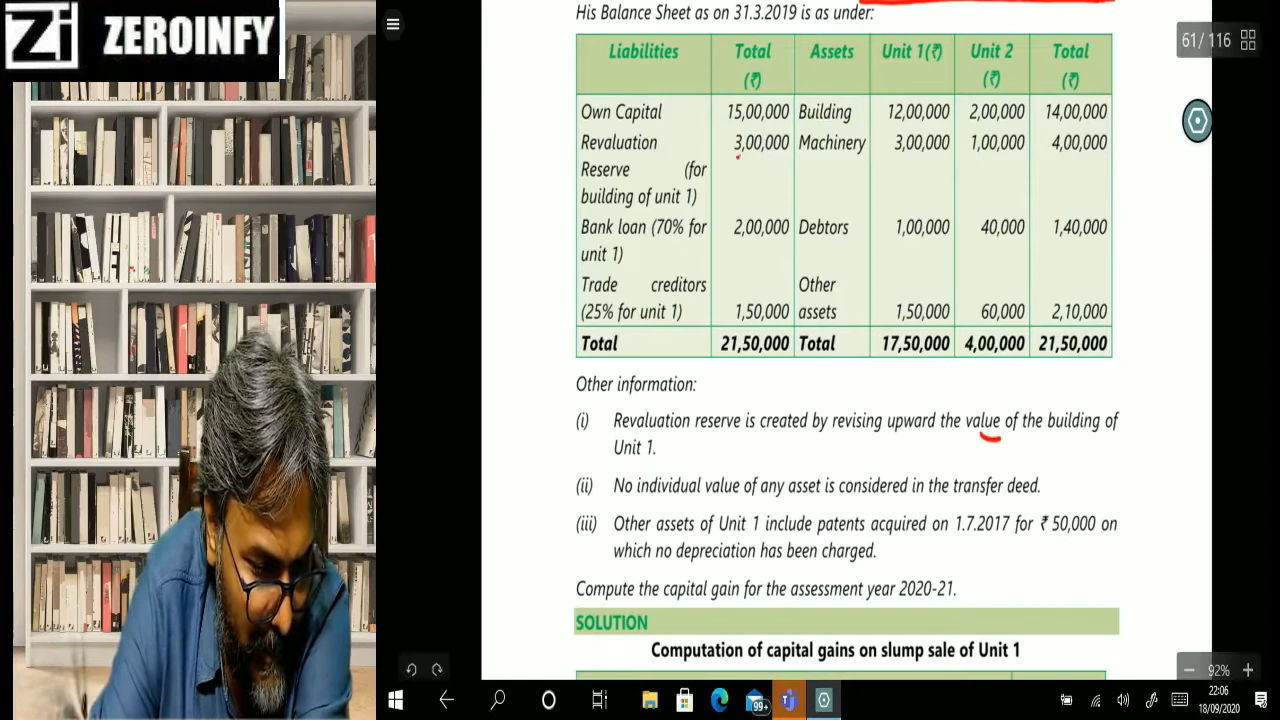 Zi ZEROINFY
His Balance Sheet as on 31.3.2019 is as under:
61/116
Liabilities Total (₹) Assets Unit 1(₹) Unit 2 (₹) Total (₹)
Own Capital 15,00,000 Building 12,00,000 2,00,000 14,00,000
Revaluation 3,00,000 Machinery 3,00,000 1,00,000 4,00,000
Reserve (for
building of unit 1)
Bank loan (70% for 2,00,000 Debtors 1,00,000 40,000 1,40,000
unit 1)
Trade creditors Other
(25% for unit 1) 1,50,000 assets 1,50,000 60,000 2,10,000
Total 21,50,000 Total 17,50,000 4,00,000 21,50,000
Other information:
(i) Revaluation reserve is created by revising upward the value of the building of
Unit 1.
(ii) No individual value of any asset is considered in the transfer deed.
(iii) Other assets of Unit 1 include patents acquired on 1.7.2017 for ₹ 50,000 on
which no depreciation has been charged.
Compute the capital gain for the assessment year 2020-21.
SOLUTION
Computation of capital gains on slump sale of Unit 1
92%
99+
22:06
18/09/2020